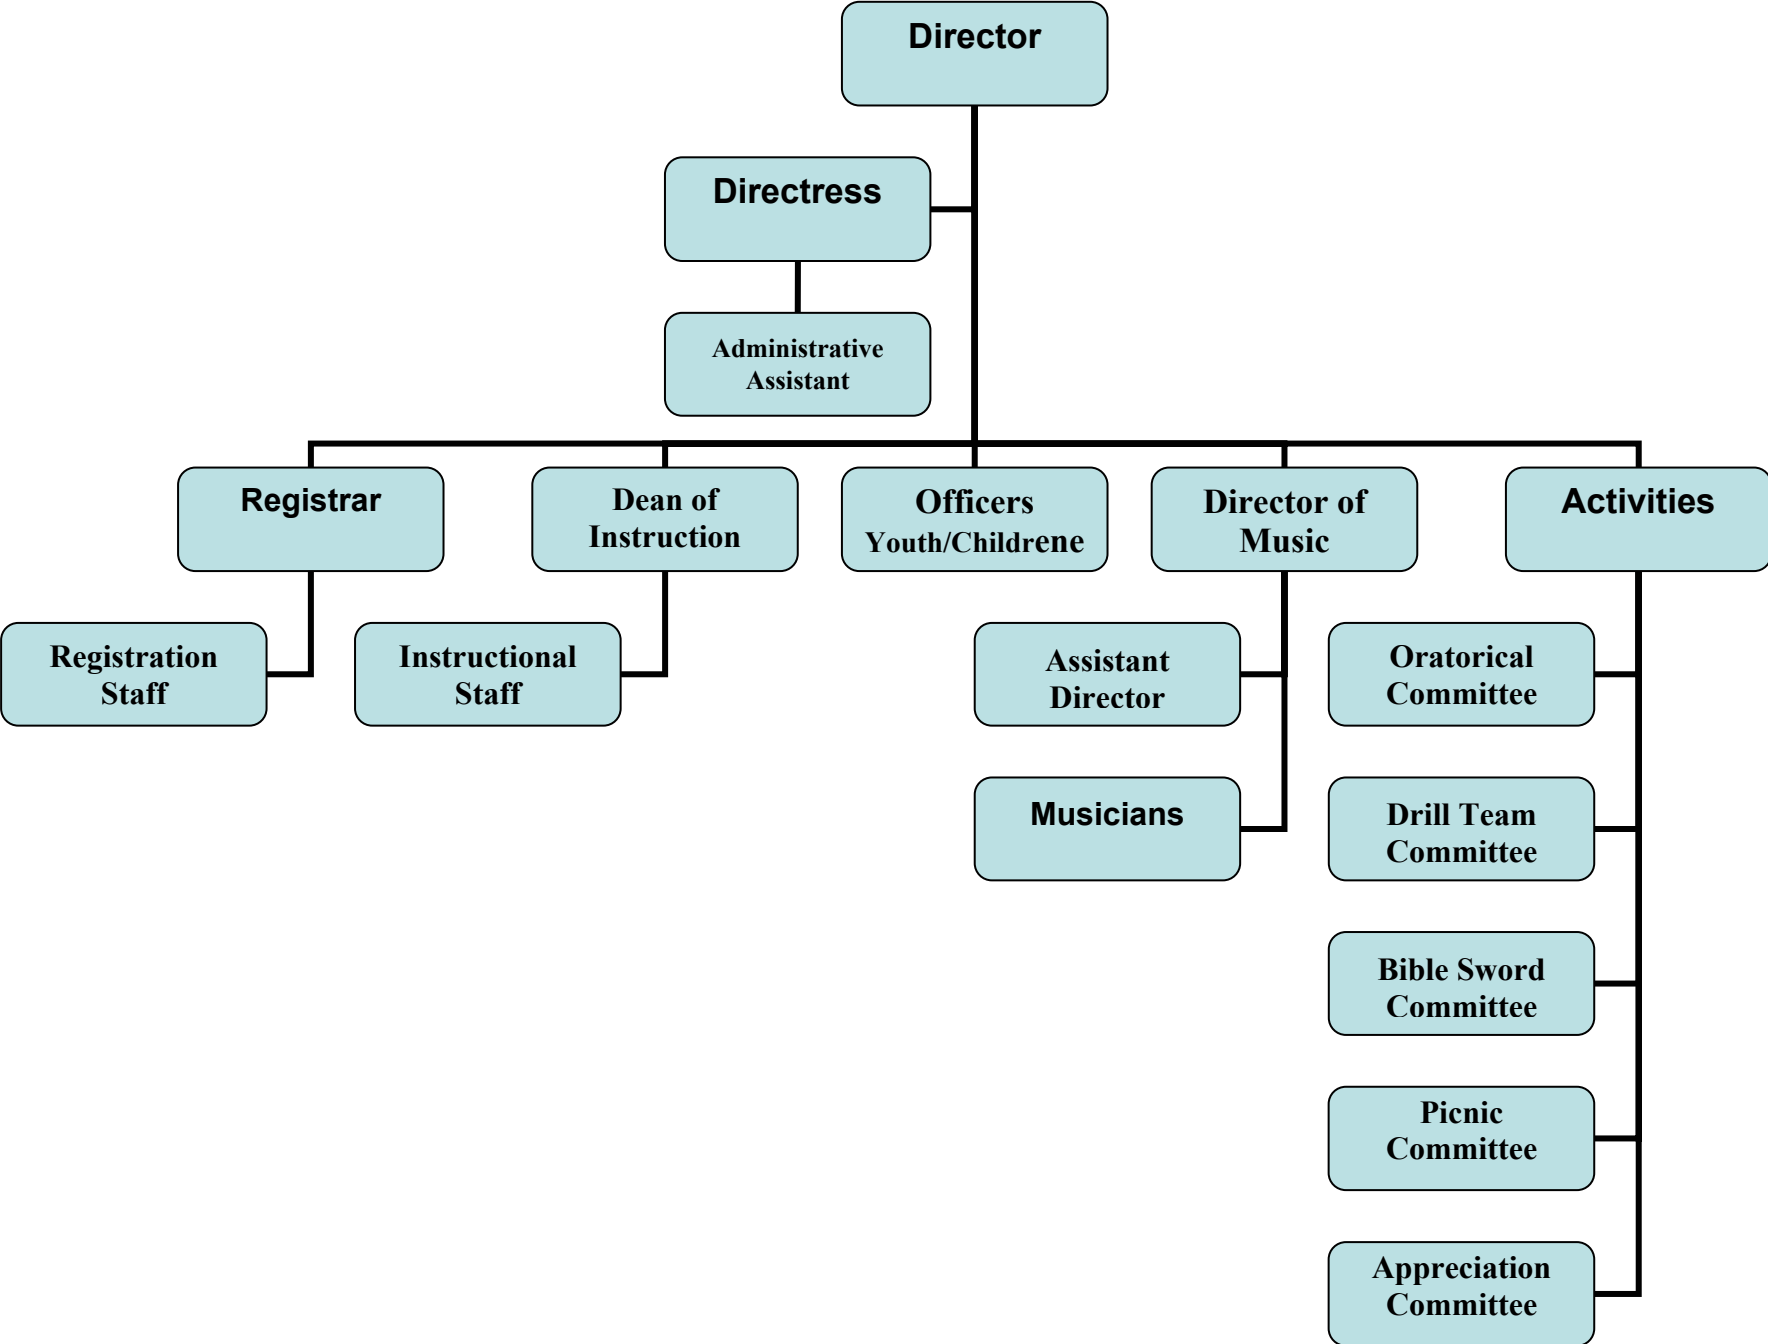 Director
Directress
Administrative
Assistant
Registrar
Dean of
Instruction
Officers
Youth/Childrene
Director of
Music
Activities
Registration
Staff
Instructional
Staff
Assistant
Director
Oratorical
Committee
Musicians
Drill Team
Committee
Bible Sword
Committee
Picnic
Committee
Appreciation
Committee